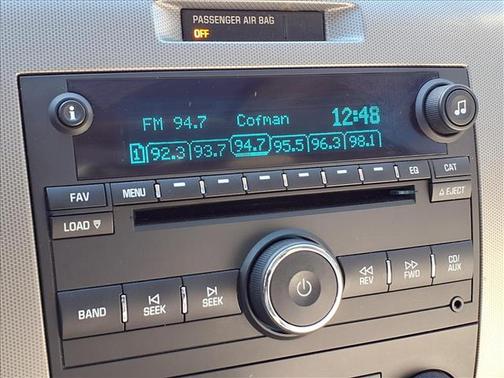 PASSENGER AIR BAG
OFF
FM 94.7 Cofman 12:48
1 92.3 93.7 94.7 95.5 96.3 98.1
FAV MENU EQ CAT
LOAD EJECT
BAND SEEK SEEK REV FWD CD/AUX